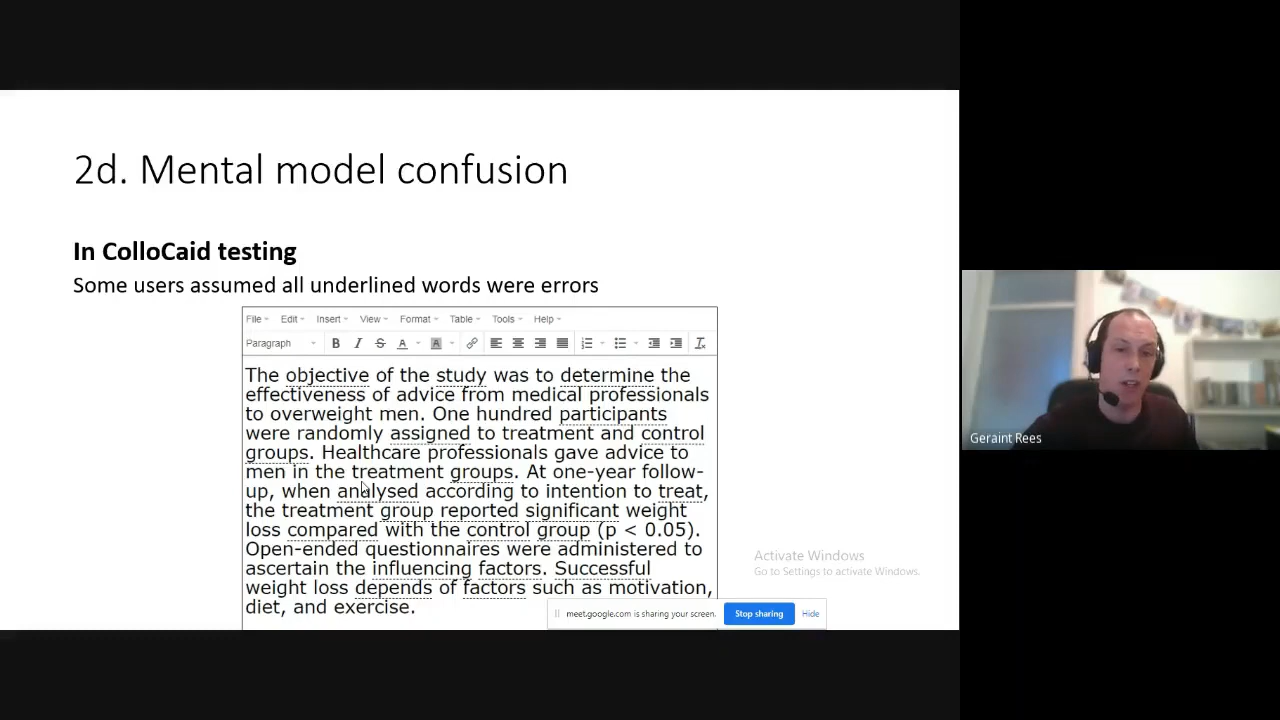 2d. Mental model confusion
In ColloCaid testing
Some users assumed all underlined words were errors
File Edit Insert View Format Table Tools Help
Paragraph B I S A A
The objective of the study was to determine the
effectiveness of advice from medical professionals
to overweight men. One hundred participants
were randomly assigned to treatment and control
groups. Healthcare professionals gave advice to
men in the treatment groups. At one-year follow-
up, when analysed according to intention to treat,
the treatment group reported significant weight
loss compared with the control group (p < 0.05).
Open-ended questionnaires were administered to
ascertain the influencing factors. Successful
weight loss depends of factors such as motivation,
diet, and exercise.
Activate Windows
Go to Settings to activate Windows.
meet.google.com is sharing your screen. Stop sharing Hide
Geraint Rees